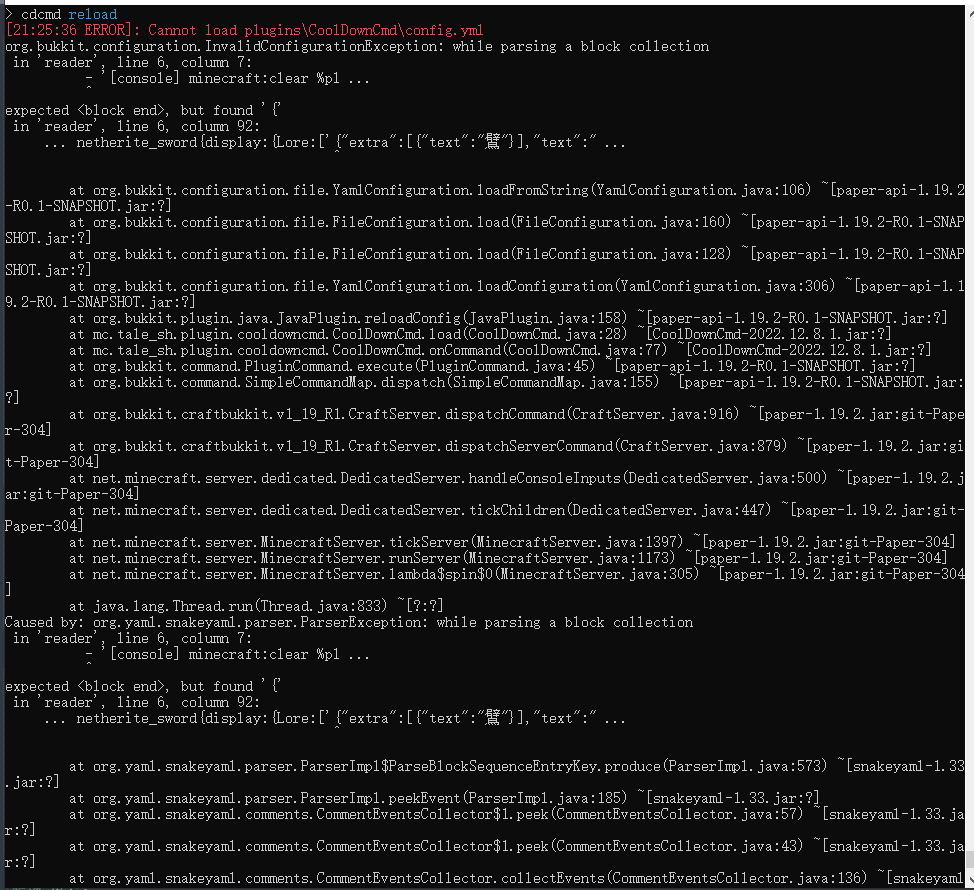 > cdcmd reload
[21:25:36 ERROR]: Cannot load plugins\CoolDownCmd\config.yml
org.bukkit.configuration.InvalidConfigurationException: while parsing a block collection
 in 'reader', line 6, column 7:
          - '[console] minecraft:clear %pl ...
          ^
expected <block end>, but found '{'
 in 'reader', line 6, column 92:
     ... netherite_sword{display:{Lore:['{"extra":[{"text":"鷖"}],"text":" ...
                                         ^
        at org.bukkit.configuration.file.YamlConfiguration.loadFromString(YamlConfiguration.java:106) ~[paper-api-1.19.2
-R0.1-SNAPSHOT.jar:?]
        at org.bukkit.configuration.file.FileConfiguration.load(FileConfiguration.java:160) ~[paper-api-1.19.2-R0.1-SNAP
SHOT.jar:?]
        at org.bukkit.configuration.file.FileConfiguration.load(FileConfiguration.java:128) ~[paper-api-1.19.2-R0.1-SNAP
SHOT.jar:?]
        at org.bukkit.configuration.file.YamlConfiguration.loadConfiguration(YamlConfiguration.java:306) ~[paper-api-1.1
9.2-R0.1-SNAPSHOT.jar:?]
        at org.bukkit.plugin.java.JavaPlugin.reloadConfig(JavaPlugin.java:158) ~[paper-api-1.19.2-R0.1-SNAPSHOT.jar:?]
        at mc.tale_sh.plugin.cooldowncmd.CoolDownCmd.load(CoolDownCmd.java:28) ~[CoolDownCmd-2022.12.8.1.jar:?]
        at mc.tale_sh.plugin.cooldowncmd.CoolDownCmd.onCommand(CoolDownCmd.java:77) ~[CoolDownCmd-2022.12.8.1.jar:?]
        at org.bukkit.command.PluginCommand.execute(PluginCommand.java:45) ~[paper-api-1.19.2-R0.1-SNAPSHOT.jar:?]
        at org.bukkit.command.SimpleCommandMap.dispatch(SimpleCommandMap.java:155) ~[paper-api-1.19.2-R0.1-SNAPSHOT.jar:
?]
        at org.bukkit.craftbukkit.v1_19_R1.CraftServer.dispatchCommand(CraftServer.java:916) ~[paper-1.19.2.jar:git-Pape
r-304]
        at org.bukkit.craftbukkit.v1_19_R1.CraftServer.dispatchServerCommand(CraftServer.java:879) ~[paper-1.19.2.jar:gi
t-Paper-304]
        at net.minecraft.server.dedicated.DedicatedServer.handleConsoleInputs(DedicatedServer.java:500) ~[paper-1.19.2.j
ar:git-Paper-304]
        at net.minecraft.server.dedicated.DedicatedServer.tickChildren(DedicatedServer.java:447) ~[paper-1.19.2.jar:git-
Paper-304]
        at net.minecraft.server.MinecraftServer.tickServer(MinecraftServer.java:1397) ~[paper-1.19.2.jar:git-Paper-304]
        at net.minecraft.server.MinecraftServer.runServer(MinecraftServer.java:1173) ~[paper-1.19.2.jar:git-Paper-304]
        at net.minecraft.server.MinecraftServer.lambda$spin$0(MinecraftServer.java:305) ~[paper-1.19.2.jar:git-Paper-304
]
        at java.lang.Thread.run(Thread.java:833) ~[?:?]
Caused by: org.yaml.snakeyaml.parser.ParserException: while parsing a block collection
 in 'reader', line 6, column 7:
          - '[console] minecraft:clear %pl ...
          ^
expected <block end>, but found '{'
 in 'reader', line 6, column 92:
     ... netherite_sword{display:{Lore:['{"extra":[{"text":"鷖"}],"text":" ...
                                         ^
        at org.yaml.snakeyaml.parser.ParserImpl$ParseBlockSequenceEntryKey.produce(ParserImpl.java:573) ~[snakeyaml-1.33
.jar:?]
        at org.yaml.snakeyaml.parser.ParserImpl.peekEvent(ParserImpl.java:185) ~[snakeyaml-1.33.jar:?]
        at org.yaml.snakeyaml.comments.CommentEventsCollector$1.peek(CommentEventsCollector.java:57) ~[snakeyaml-1.33.ja
r:?]
        at org.yaml.snakeyaml.comments.CommentEventsCollector$1.peek(CommentEventsCollector.java:43) ~[snakeyaml-1.33.ja
r:?]
        at org.yaml.snakeyaml.comments.CommentEventsCollector.collectEvents(CommentEventsCollector.java:136) ~[snakeyaml